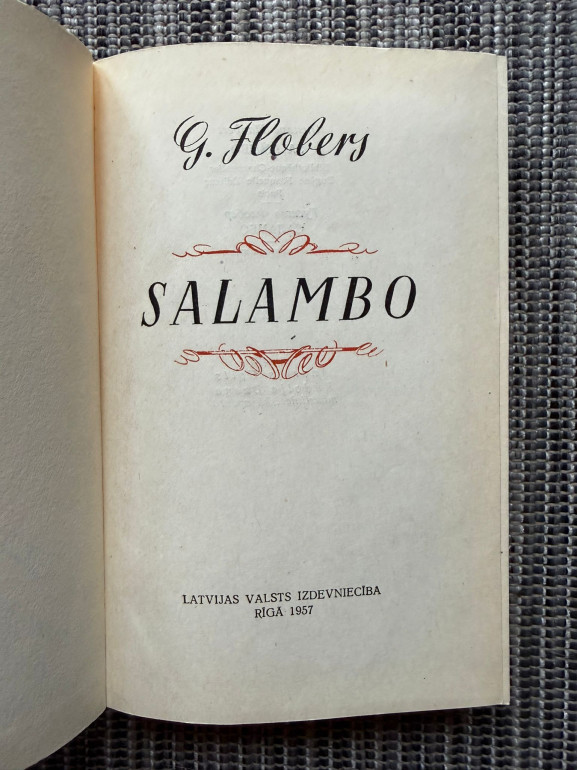 G. Flobers
SALAMBO
LATVIJAS VALSTS IZDEVNIECĪBA
RĪGĀ 1957